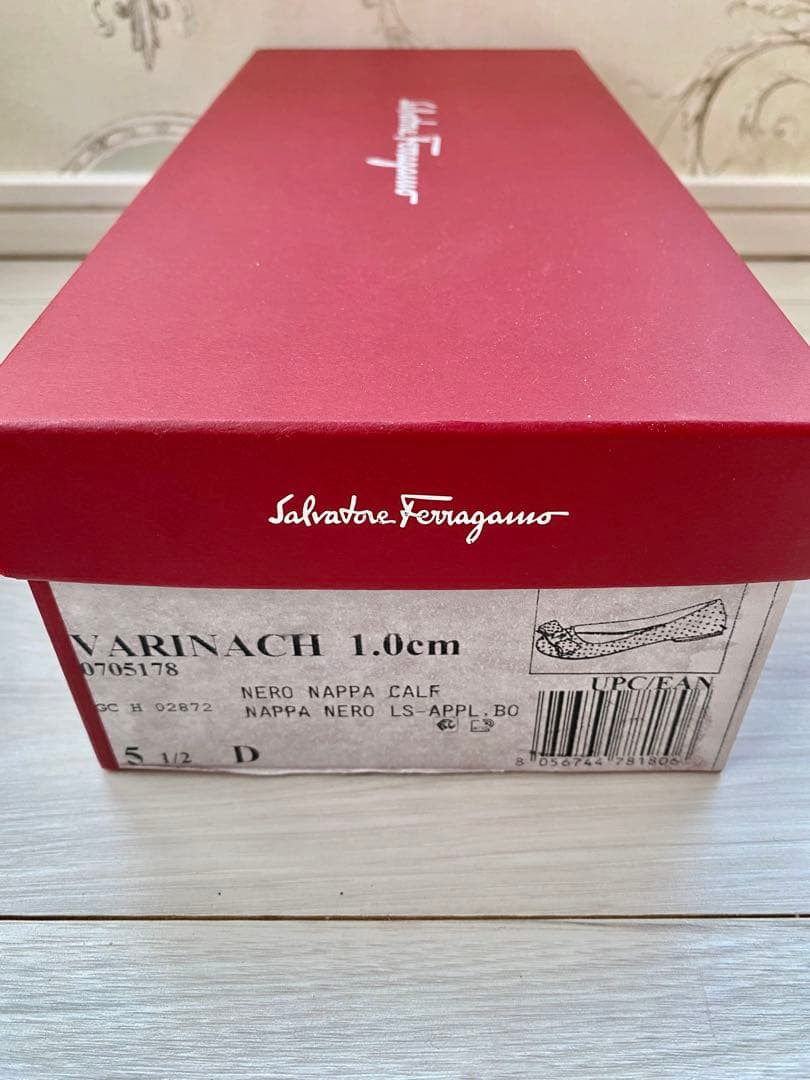 Salvatore Ferragamo
Salvatore Ferragamo
VARINACH 1.0cm
0705178
NERO NAPPA CALF
GC H 02872 NAPPA NERO LS-APPL.BO
UPC/EAN
5 1/2 D
8 056744 781806